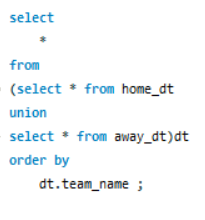 select
*
from
(select * from home_dt
union
select * from away_dt)dt
order by
dt.team_name ;